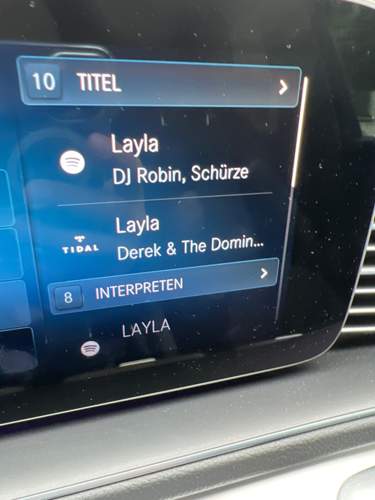 10 TITEL
Layla
DJ Robin, Schürze
Layla
TIDAL
Derek & The Domin...
8 INTERPRETEN
LAYLA